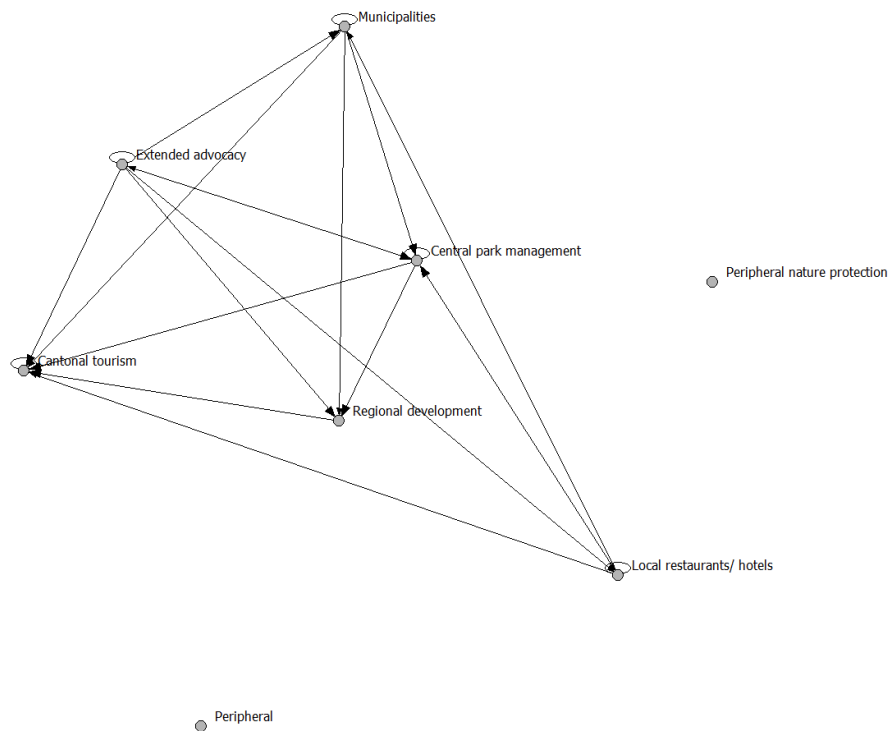 Municipalities
Extended advocacy
Central park management
Peripheral nature protection
Cantonal tourism
Regional development
Local restaurants/ hotels
Peripheral